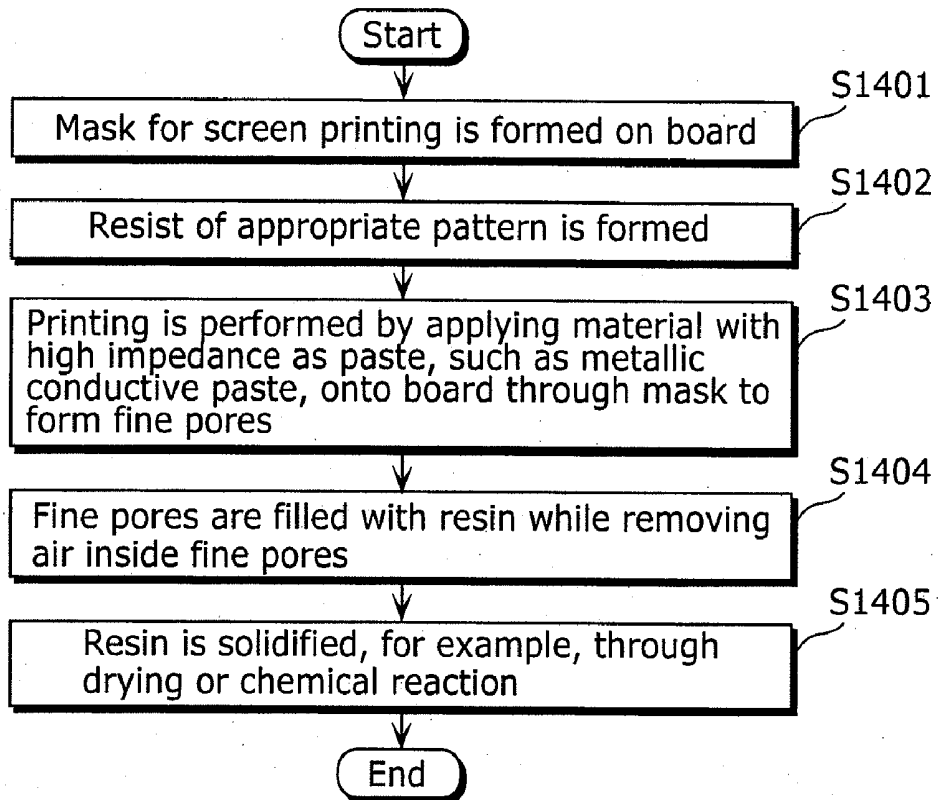 Start
S1401
Mask for screen printing is formed on board
S1402
Resist of appropriate pattern is formed
S1403
Printing is performed by applying material with
high impedance as paste, such as metallic
conductive paste, onto board through mask to
form fine pores
S1404
Fine pores are filled with resin while removing
air inside fine pores
S1405
Resin is solidified, for example, through
drying or chemical reaction
End